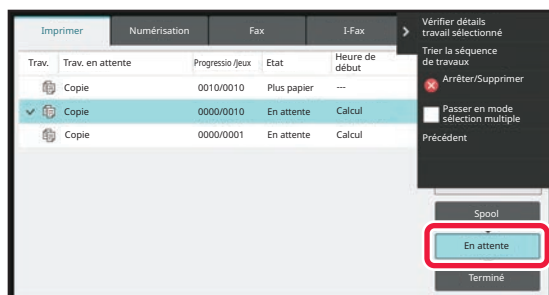 Imprimer Numérisation Fax I-Fax
Trav. Trav. en attente Progressio /Jeux Etat Heure de début
Copie 0010/0010 Plus papier ---
Copie 0000/0010 En attente Calcul
Copie 0000/0001 En attente Calcul
Vérifier détails
travail sélectionné
Trier la séquence
de travaux
Arrêter/Supprimer
Passer en mode
sélection multiple
Précédent
Spool
En attente
Terminé